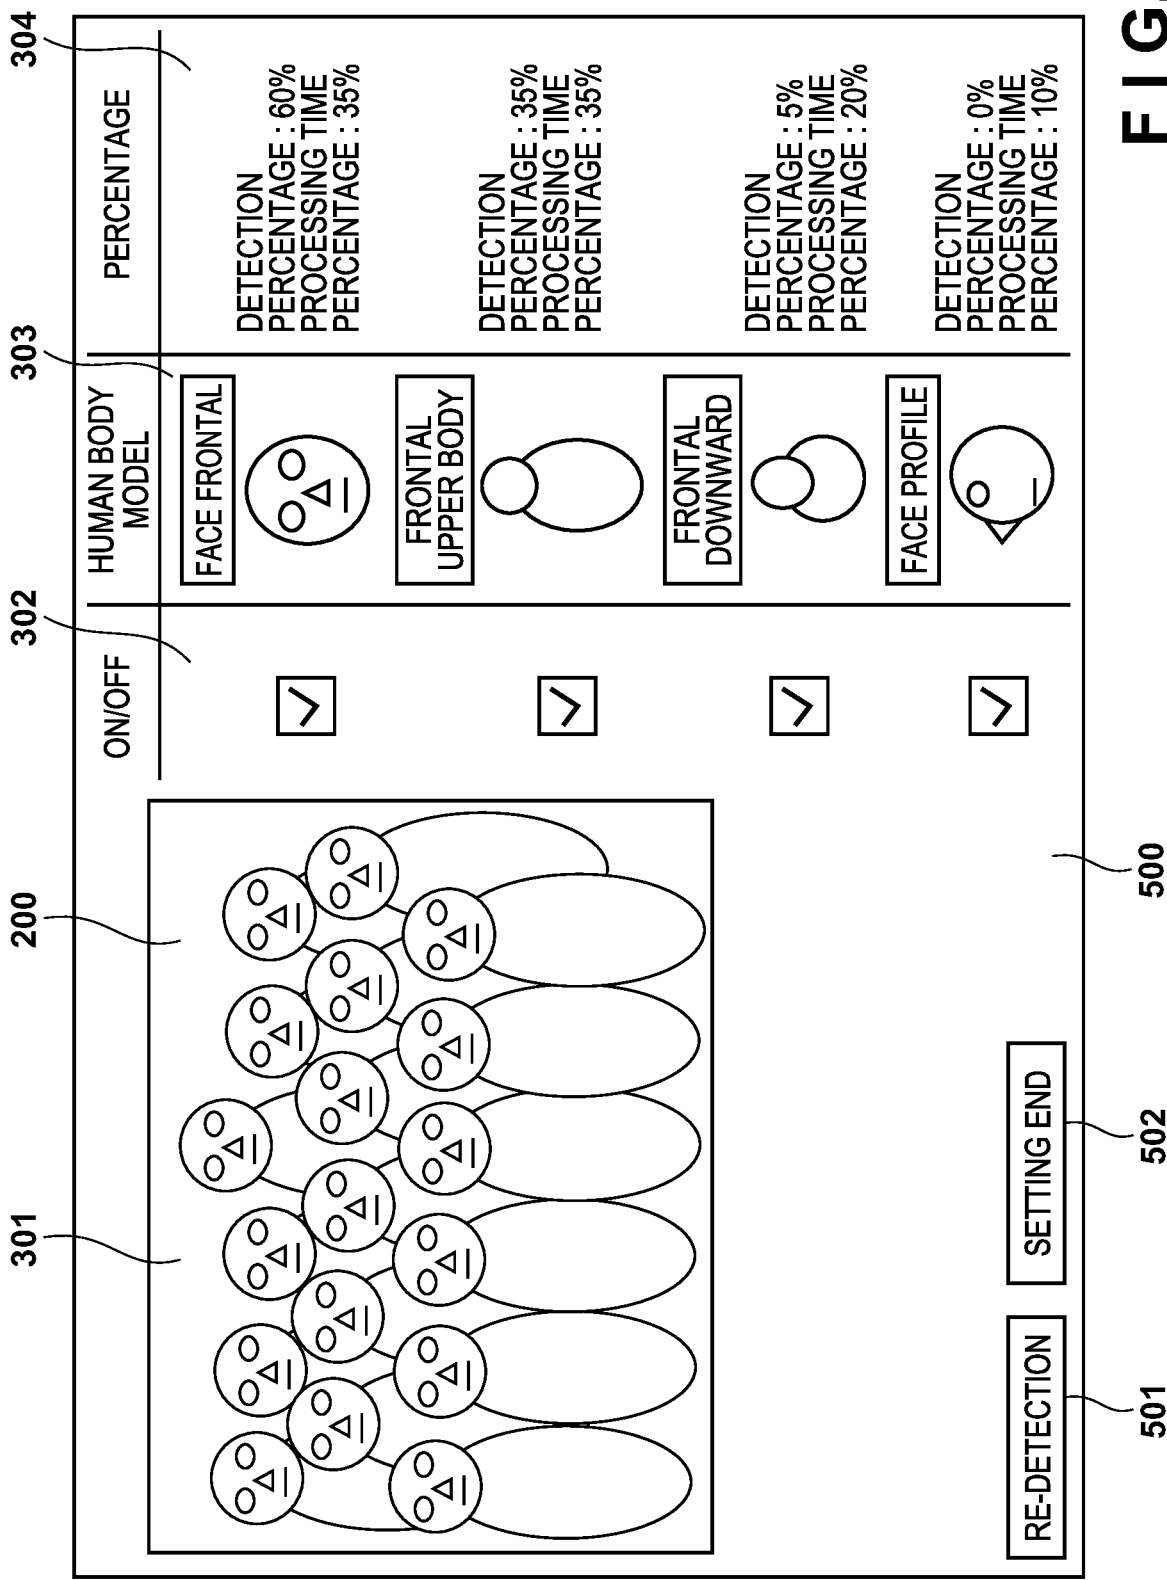 304
303
302
200
301
ON/OFF
HUMAN BODY
MODEL
PERCENTAGE
FACE FRONTAL
DETECTION
PERCENTAGE : 60%
PROCESSING TIME
PERCENTAGE : 35%
FRONTAL
UPPER BODY
DETECTION
PERCENTAGE : 35%
PROCESSING TIME
PERCENTAGE : 35%
FRONTAL
DOWNWARD
DETECTION
PERCENTAGE : 5%
PROCESSING TIME
PERCENTAGE : 20%
FACE PROFILE
DETECTION
PERCENTAGE : 0%
PROCESSING TIME
PERCENTAGE : 10%
RE-DETECTION
SETTING END
501
502
500
FIG.